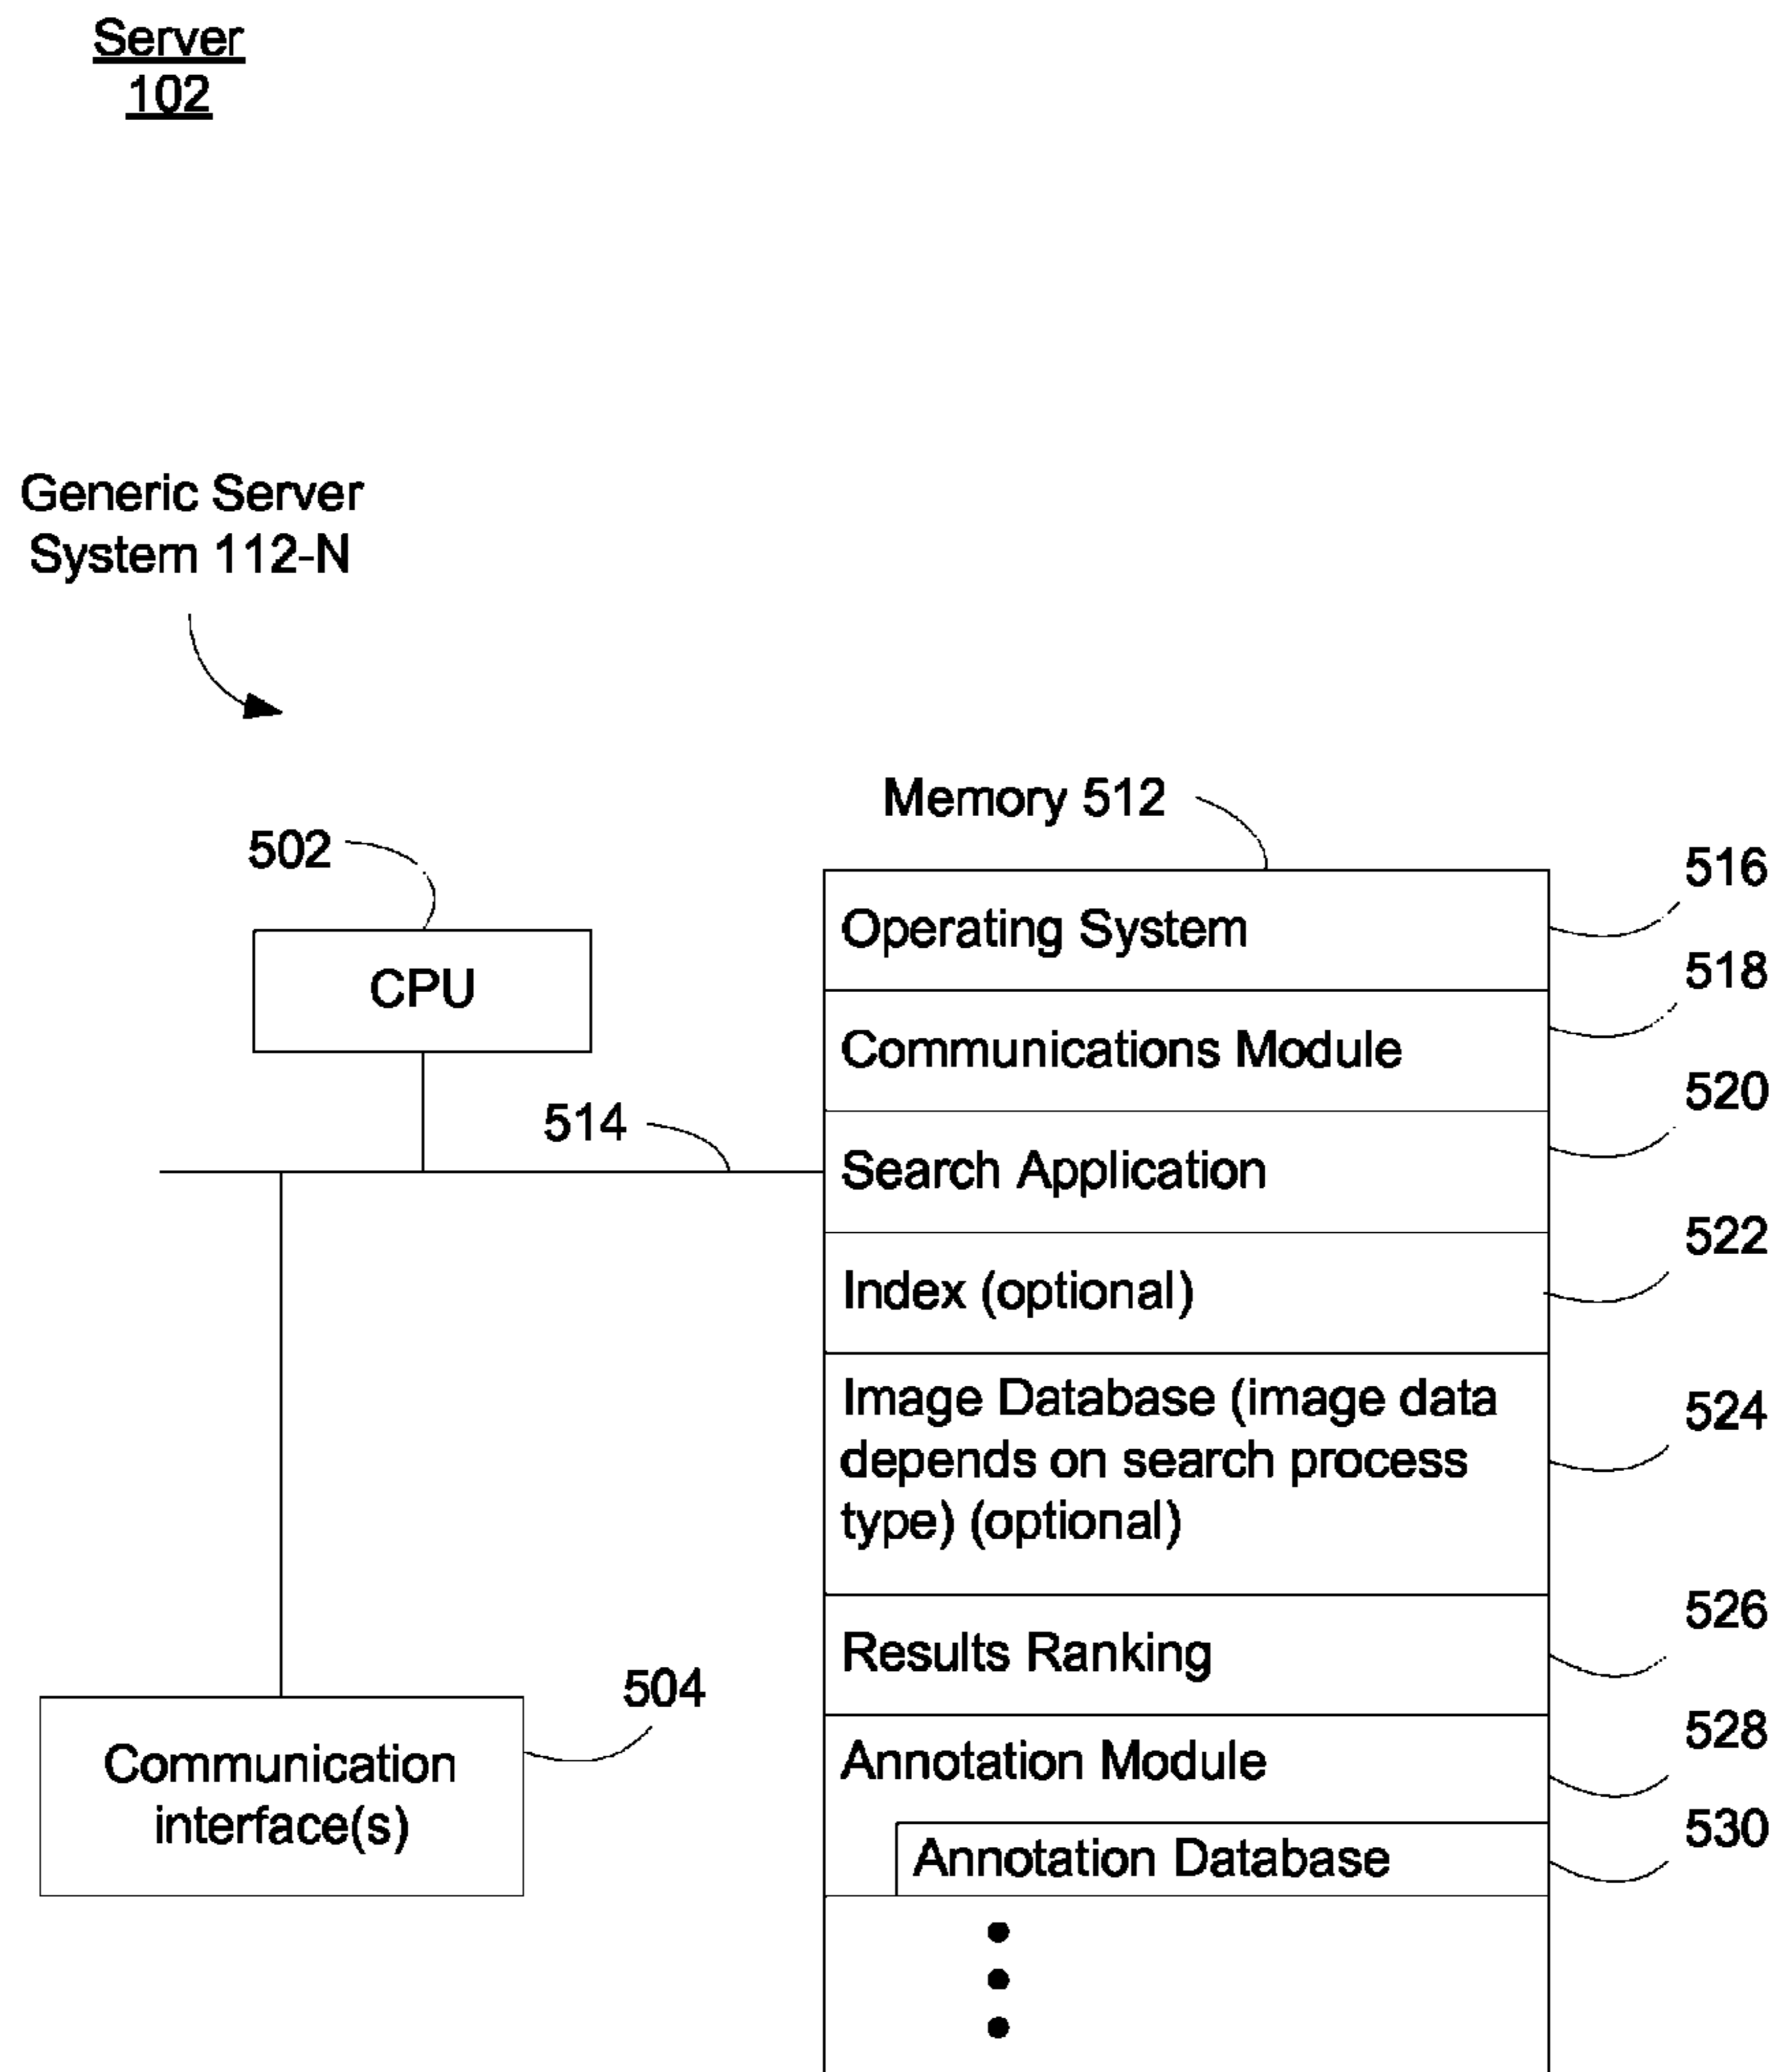 Server
102
Generic Server
System 112-N
Memory 512
502
CPU
514
Communication
interface(s)
504
Operating System
516
Communications Module
518
Search Application
520
Index (optional)
522
Image Database (image data
depends on search process
type) (optional)
524
Results Ranking
526
Annotation Module
528
Annotation Database
530